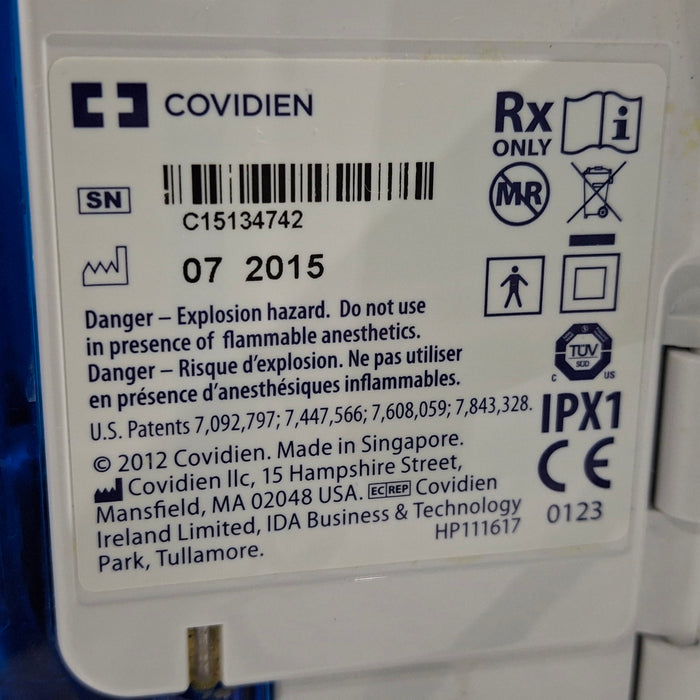 COVIDIEN
Rx
ONLY
SN
C15134742
MR
07 2015
Danger – Explosion hazard. Do not use
in presence of flammable anesthetics.
Danger – Risque d'explosion. Ne pas utiliser
en présence d'anesthésiques inflammables.
U.S. Patents 7,092,797; 7,447,566; 7,608,059; 7,843,328.
© 2012 Covidien. Made in Singapore.
Covidien llc, 15 Hampshire Street,
Mansfield, MA 02048 USA. EC REP Covidien
Ireland Limited, IDA Business & Technology
Park, Tullamore.
HP111617
TÜV
SÜD
C US
IPX1
CE
0123